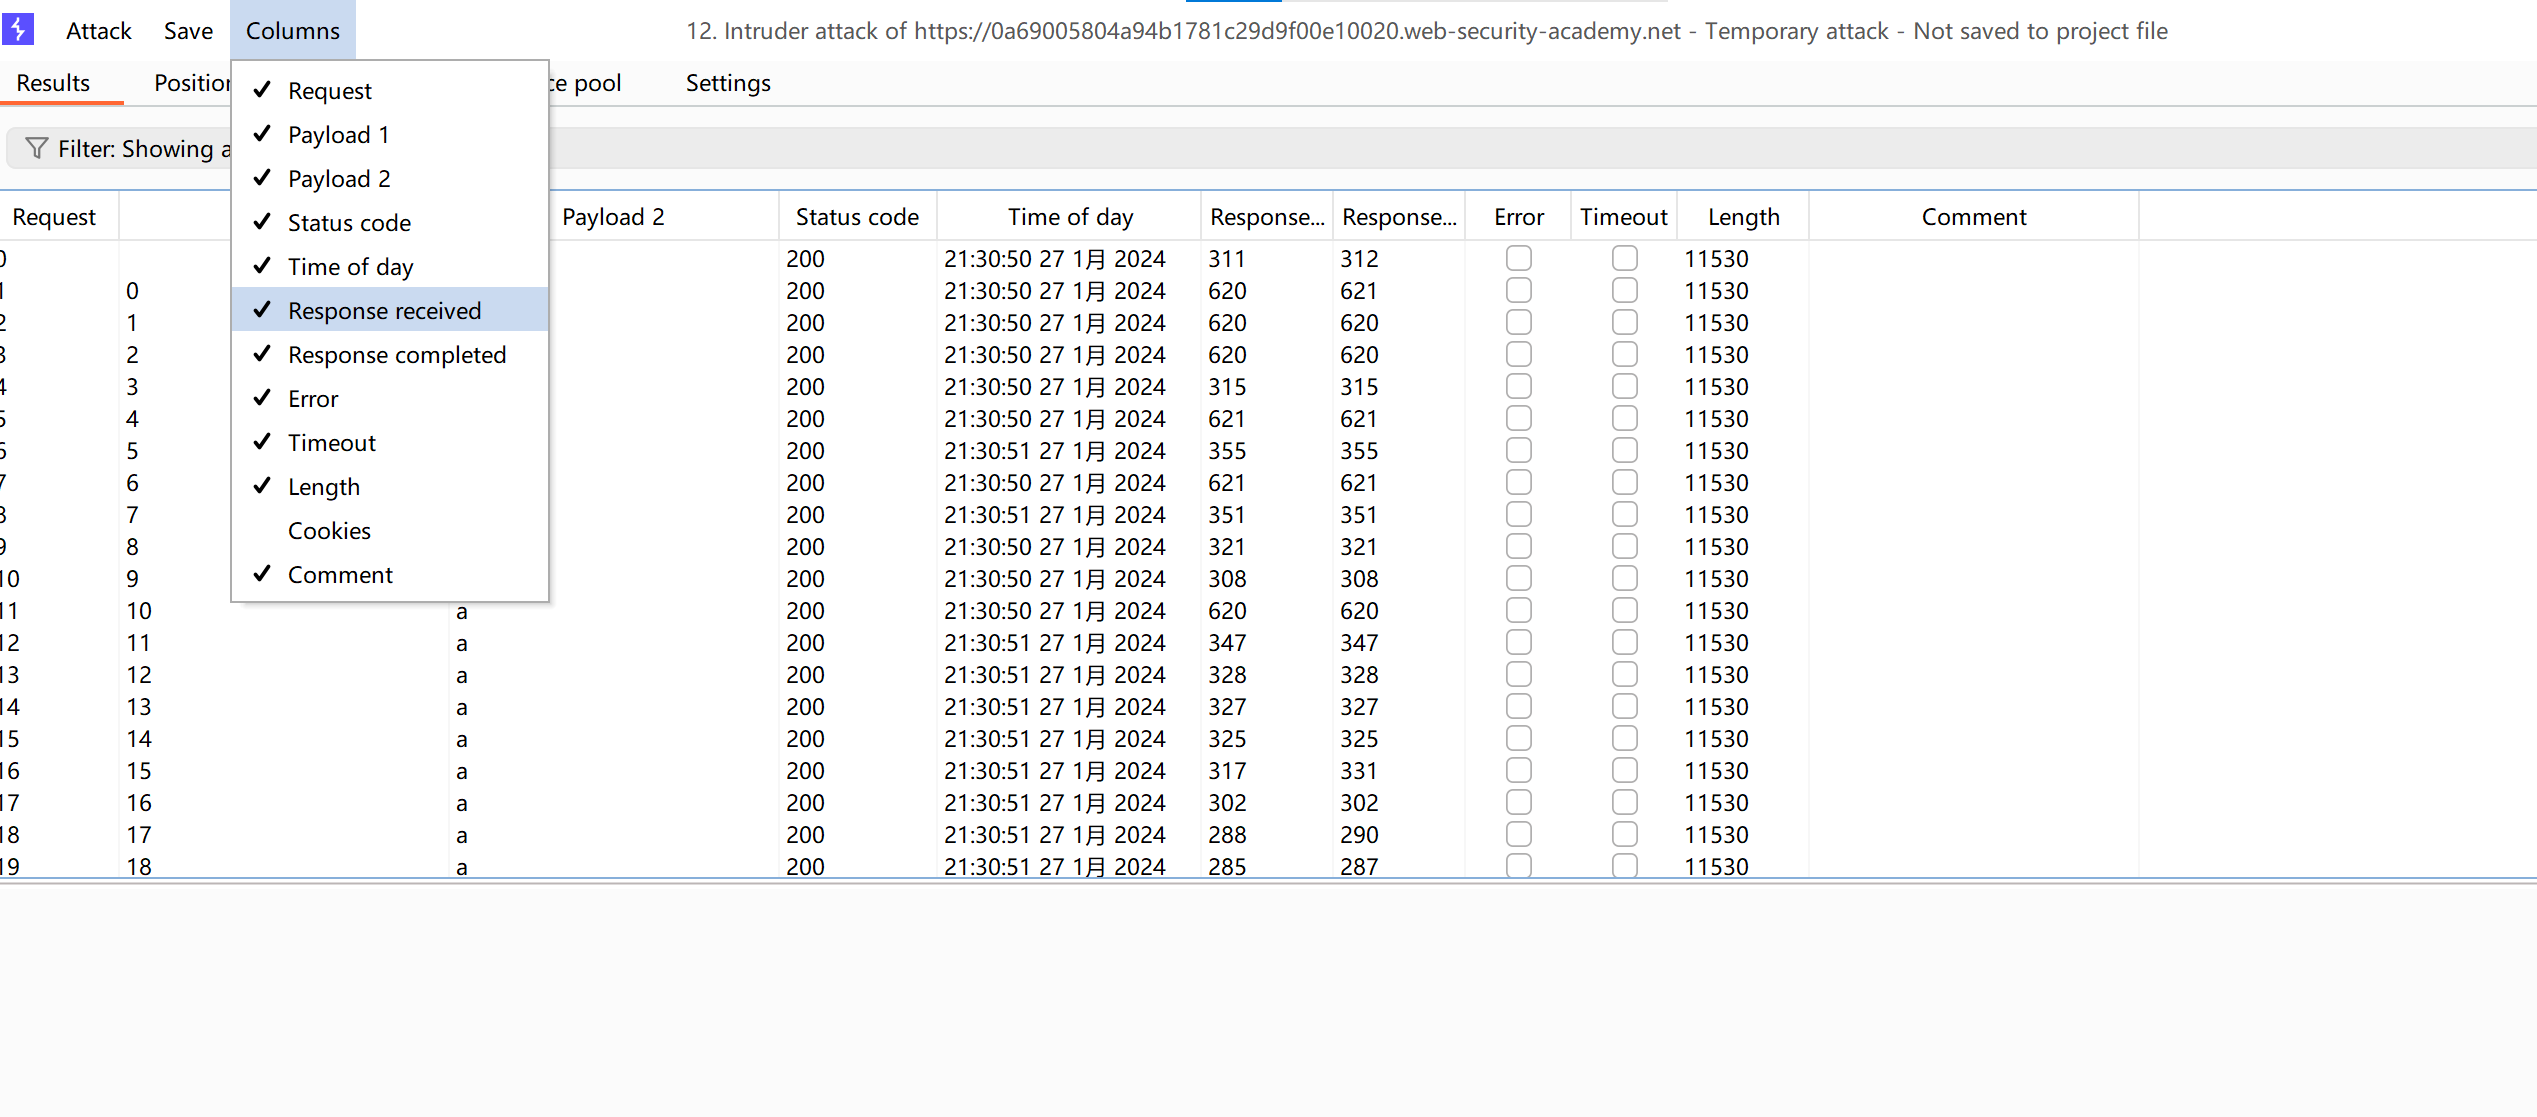 Attack Save Columns 12. Intruder attack of https://0a69005804a94b1781c29d9f00e10020.web-security-academy.net - Temporary attack - Not saved to project file
Results Position ce pool Settings
Filter: Showing a
Request
Payload 1
Payload 2
Status code
Time of day
Response received
Response completed
Error
Timeout
Length
Cookies
Comment
Request Payload 2 Status code Time of day Response... Response... Error Timeout Length Comment
0 200 21:30:50 27 1月 2024 311 312 11530
1 0 200 21:30:50 27 1月 2024 620 621 11530
2 1 200 21:30:50 27 1月 2024 620 620 11530
3 2 200 21:30:50 27 1月 2024 620 620 11530
4 3 200 21:30:50 27 1月 2024 315 315 11530
5 4 200 21:30:50 27 1月 2024 621 621 11530
6 5 200 21:30:51 27 1月 2024 355 355 11530
7 6 200 21:30:50 27 1月 2024 621 621 11530
8 7 200 21:30:51 27 1月 2024 351 351 11530
9 8 200 21:30:50 27 1月 2024 321 321 11530
10 9 200 21:30:50 27 1月 2024 308 308 11530
11 10 a 200 21:30:50 27 1月 2024 620 620 11530
12 11 a 200 21:30:51 27 1月 2024 347 347 11530
13 12 a 200 21:30:51 27 1月 2024 328 328 11530
14 13 a 200 21:30:51 27 1月 2024 327 327 11530
15 14 a 200 21:30:51 27 1月 2024 325 325 11530
16 15 a 200 21:30:51 27 1月 2024 317 331 11530
17 16 a 200 21:30:51 27 1月 2024 302 302 11530
18 17 a 200 21:30:51 27 1月 2024 288 290 11530
19 18 a 200 21:30:51 27 1月 2024 285 287 11530